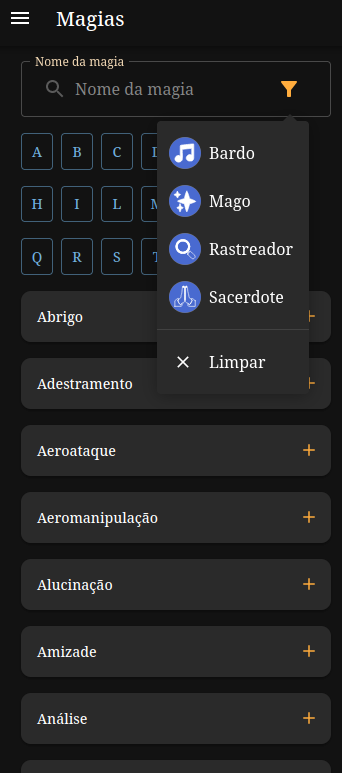 Magias
Nome da magia
Nome da magia
A B C
H I L
Q R S
Bardo
Mago
Rastreador
Sacerdote
Limpar
Abrigo
Adestramento
Aeroataque
Aeromanipulação
Alucinação
Amizade
Análise